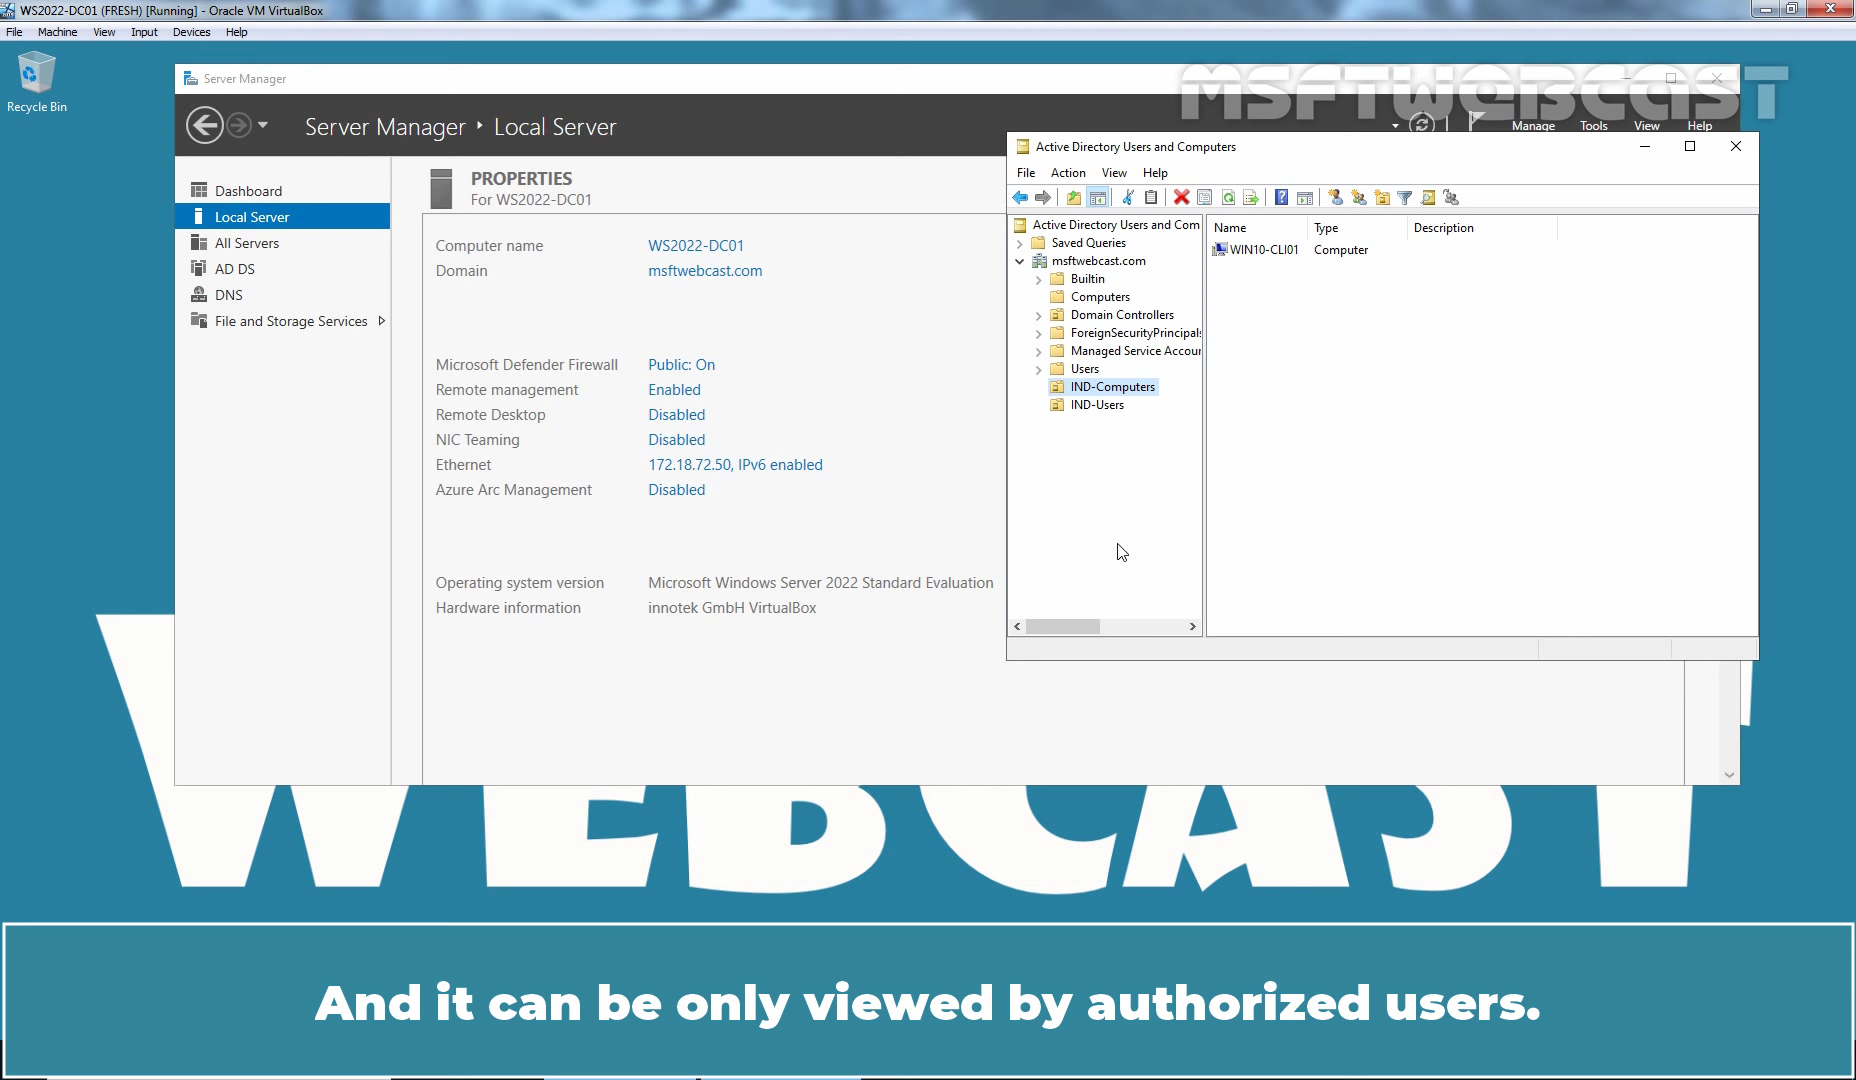 WS2022-DC01 (FRESH) [Running] - Oracle VM VirtualBox
File Machine View Input Devices Help
Recycle Bin
Server Manager
MSFTWEBCAST
Server Manager Local Server
Manage Tools View Help
Dashboard
Local Server
All Servers
AD DS
DNS
File and Storage Services
PROPERTIES
For WS2022-DC01
Computer name WS2022-DC01
Domain msftwebcast.com
Microsoft Defender Firewall Public: On
Remote management Enabled
Remote Desktop Disabled
NIC Teaming Disabled
Ethernet 172.18.72.50, IPv6 enabled
Azure Arc Management Disabled
Operating system version Microsoft Windows Server 2022 Standard Evaluation
Hardware information innotek GmbH VirtualBox
Active Directory Users and Computers
File Action View Help
Active Directory Users and Com
Saved Queries
msftwebcast.com
Builtin
Computers
Domain Controllers
ForeignSecurityPrincipals
Managed Service Accour
Users
IND-Computers
IND-Users
Name Type Description
WIN10-CLI01 Computer
WEBCAST
And it can be only viewed by authorized users.